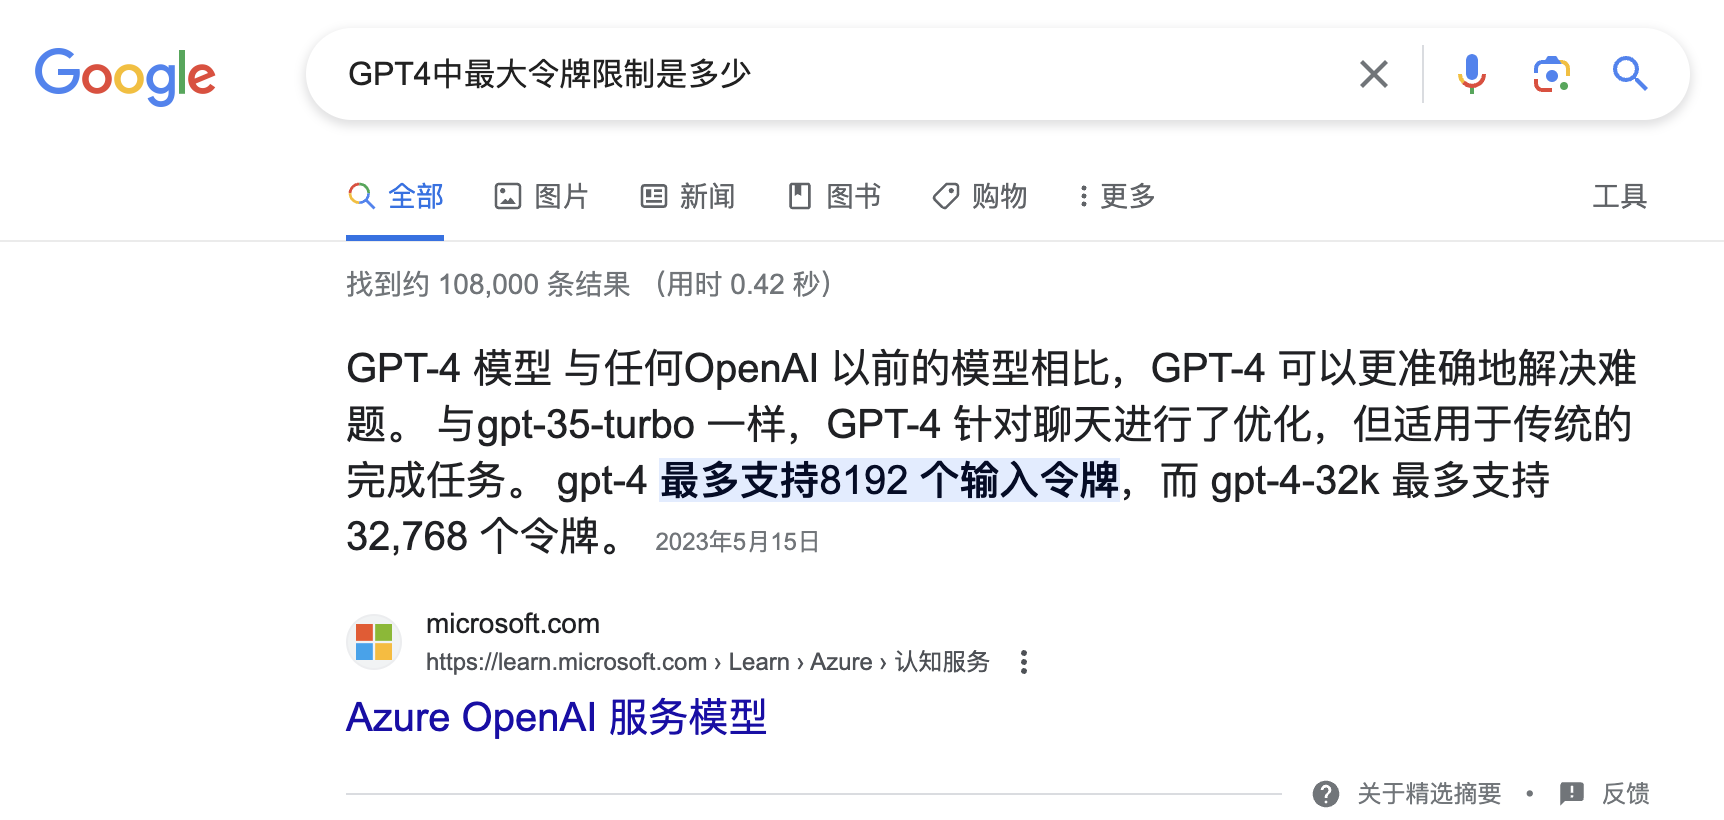 Google
GPT4中最大令牌限制是多少
全部 图片 新闻 图书 购物 更多 工具
找到约 108,000 条结果 （用时 0.42 秒）
GPT-4 模型 与任何OpenAI 以前的模型相比，GPT-4 可以更准确地解决难
题。 与gpt-35-turbo 一样，GPT-4 针对聊天进行了优化，但适用于传统的
完成任务。 gpt-4 最多支持8192 个输入令牌，而 gpt-4-32k 最多支持
32,768 个令牌。 2023年5月15日
microsoft.com
https://learn.microsoft.com › Learn › Azure › 认知服务
Azure OpenAI 服务模型
关于精选摘要 • 反馈